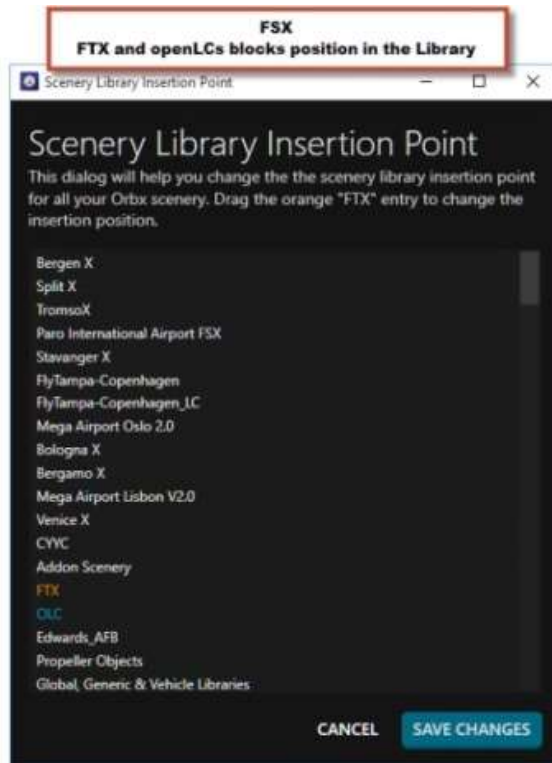 FSX
FTX and openLCs blocks position in the Library
Scenery Library Insertion Point
Scenery Library Insertion Point
This dialog will help you change the the scenery library insertion point
for all your Orbx scenery. Drag the orange "FTX" entry to change the
insertion position.
Bergen X
Split X
TromsoX
Paro International Airport FSX
Stavanger X
FlyTampa-Copenhagen
FlyTampa-Copenhagen_LC
Mega Airport Oslo 2.0
Bologna X
Bergamo X
Mega Airport Lisbon V2.0
Venice X
CYYC
Addon Scenery
FTX
OLC
Edwards_AFB
Propeller Objects
Global, Generic & Vehicle Libraries
CANCEL SAVE CHANGES